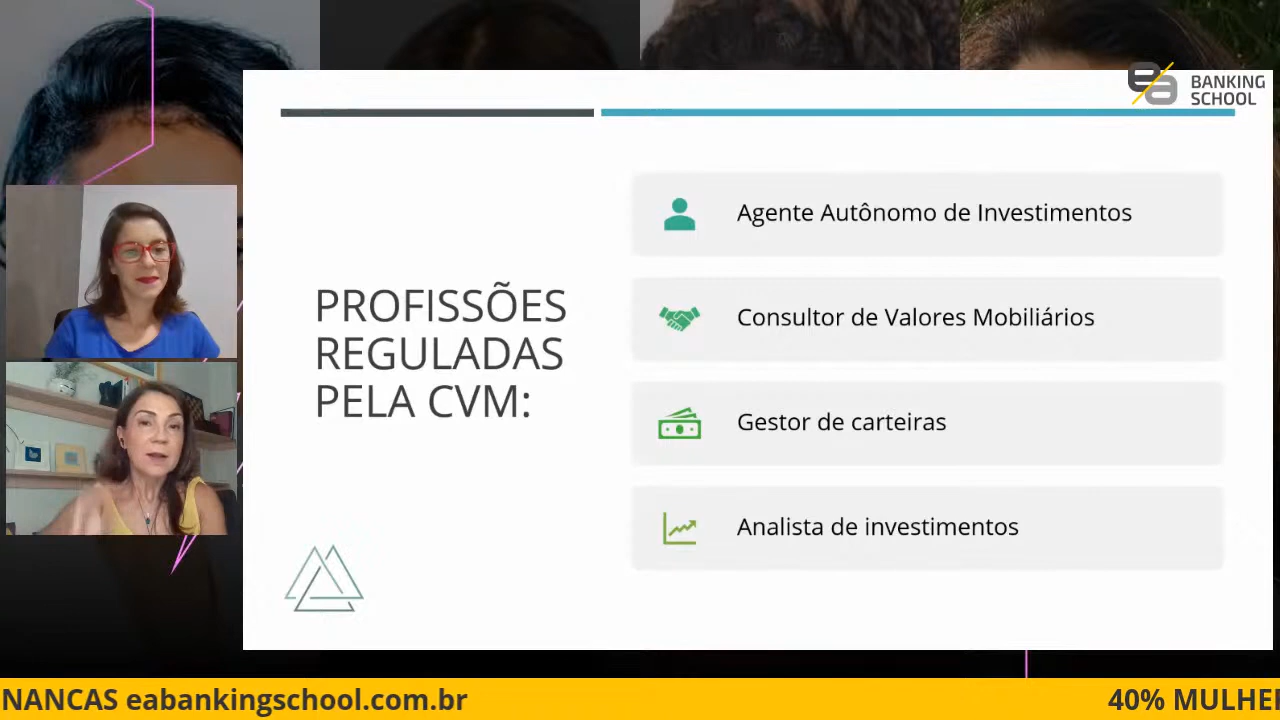 BANKING
SCHOOL
PROFISSÕES
REGULADAS
PELA CVM:
Agente Autônomo de Investimentos
Consultor de Valores Mobiliários
Gestor de carteiras
Analista de investimentos
NANCAS eabankingschool.com.br
40% MULHE